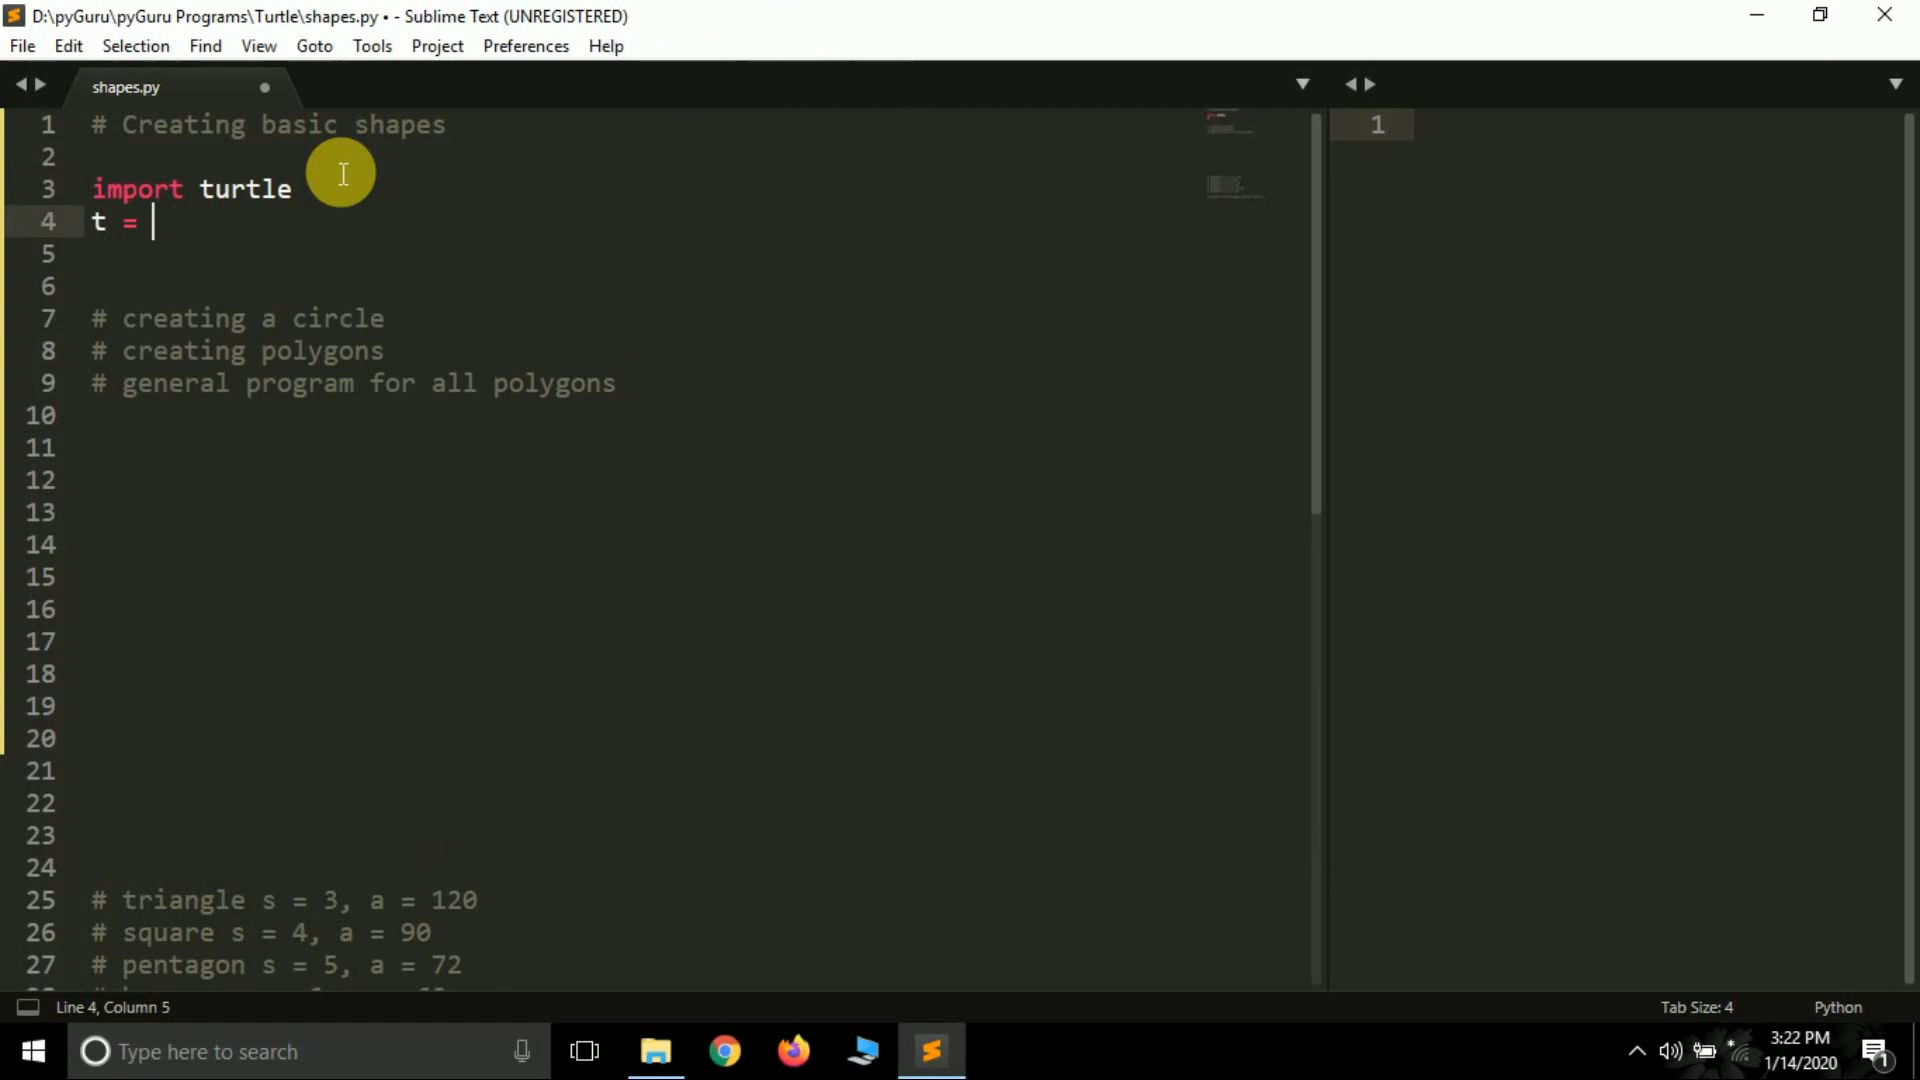 D:\pyGuru\pyGuru Programs\Turtle\shapes.py • - Sublime Text (UNREGISTERED)
File Edit Selection Find View Goto Tools Project Preferences Help
shapes.py
1 # Creating basic shapes
2
3 import turtle
4 t =
5
6
7 # creating a circle
8 # creating polygons
9 # general program for all polygons
10
11
12
13
14
15
16
17
18
19
20
21
22
23
24
25 # triangle s = 3, a = 120
26 # square s = 4, a = 90
27 # pentagon s = 5, a = 72
1
Line 4, Column 5
Tab Size: 4
Python
Type here to search
3:22 PM
1/14/2020
1